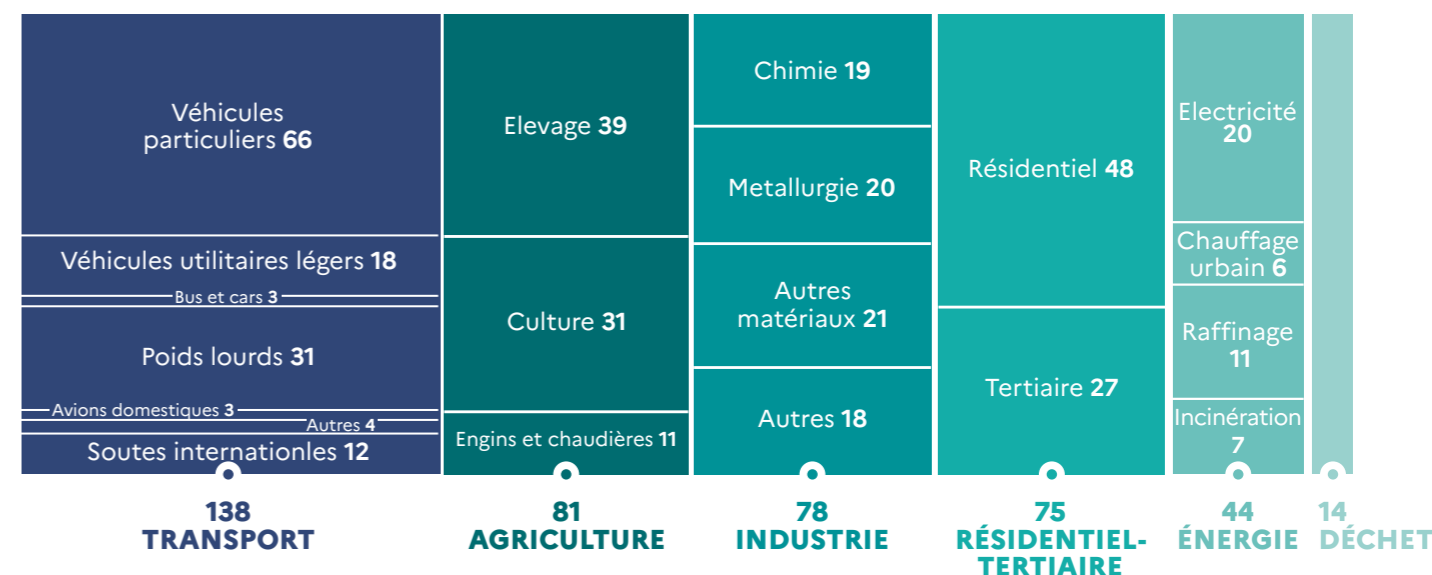 Véhicules
particuliers 66
Véhicules utilitaires légers 18
Bus et cars 3
Poids lourds 31
Avions domestiques 3
Autres 4
Soutes internationles 12
138
TRANSPORT
Elevage 39
Culture 31
Engins et chaudières 11
81
AGRICULTURE
Chimie 19
Metallurgie 20
Autres
matériaux 21
Autres 18
78
INDUSTRIE
Résidentiel 48
Tertiaire 27
75
RÉSIDENTIEL-
TERTIAIRE
Electricité
20
Chauffage
urbain 6
Raffinage
11
Incinération
7
44
ÉNERGIE
14
DÉCHET